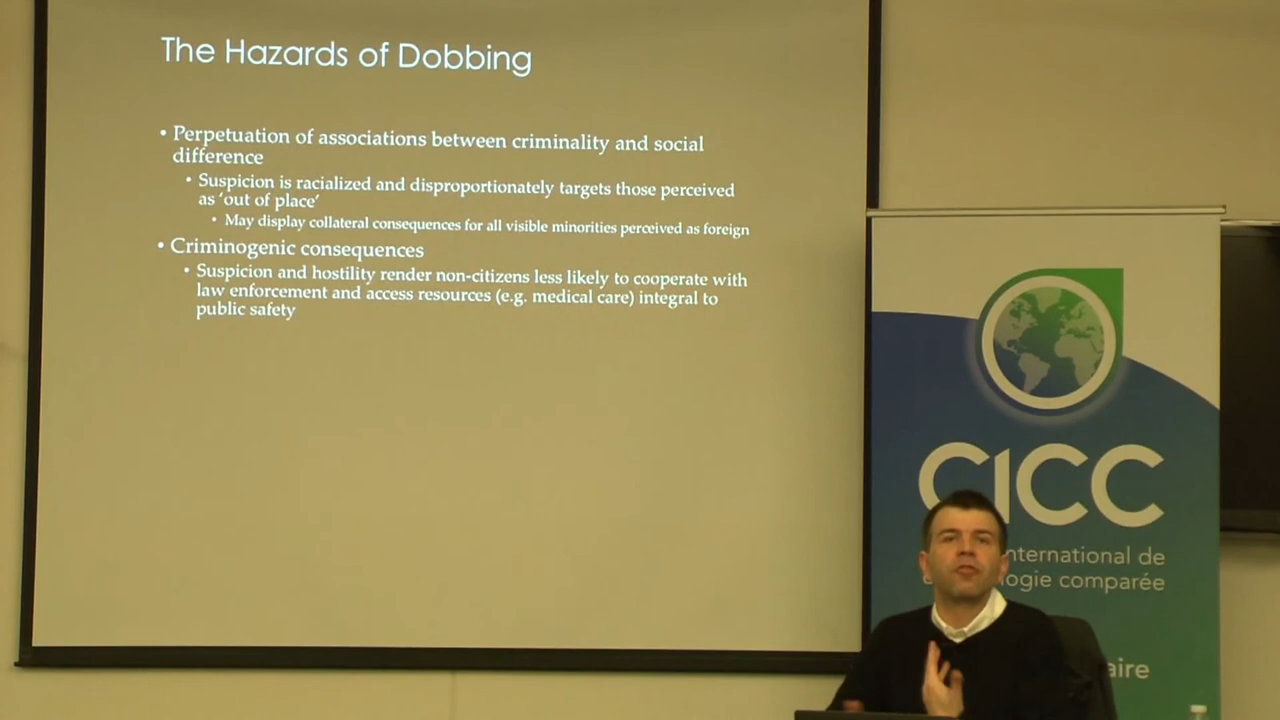 The Hazards of Dobbing
• Perpetuation of associations between criminality and social
difference
• Suspicion is racialized and disproportionately targets those perceived
as 'out of place'
• May display collateral consequences for all visible minorities perceived as foreign
• Criminogenic consequences
• Suspicion and hostility render non-citizens less likely to cooperate with
law enforcement and access resources (e.g. medical care) integral to
public safety
CICC
nternational de
ogie comparée
aire